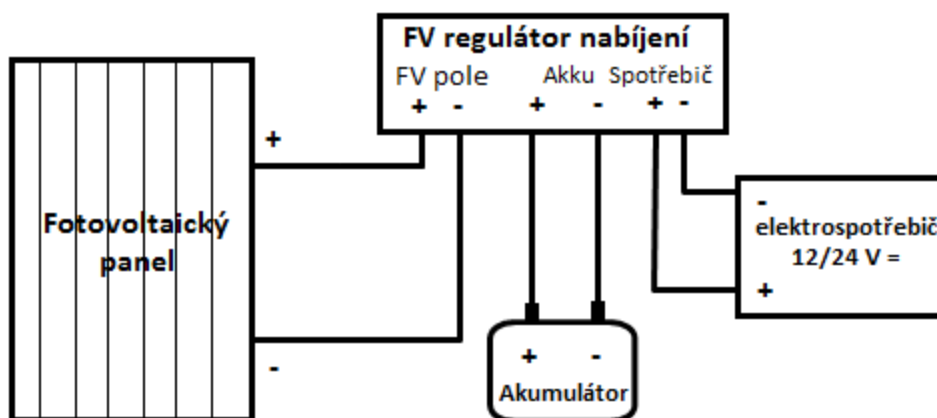 FV regulátor nabíjení
FV pole Akku Spotřebič
+ - + - + -
+
Fotovoltaický
panel
-
-
elektrospotřebič
12/24 V =
+
+ -
Akumulátor